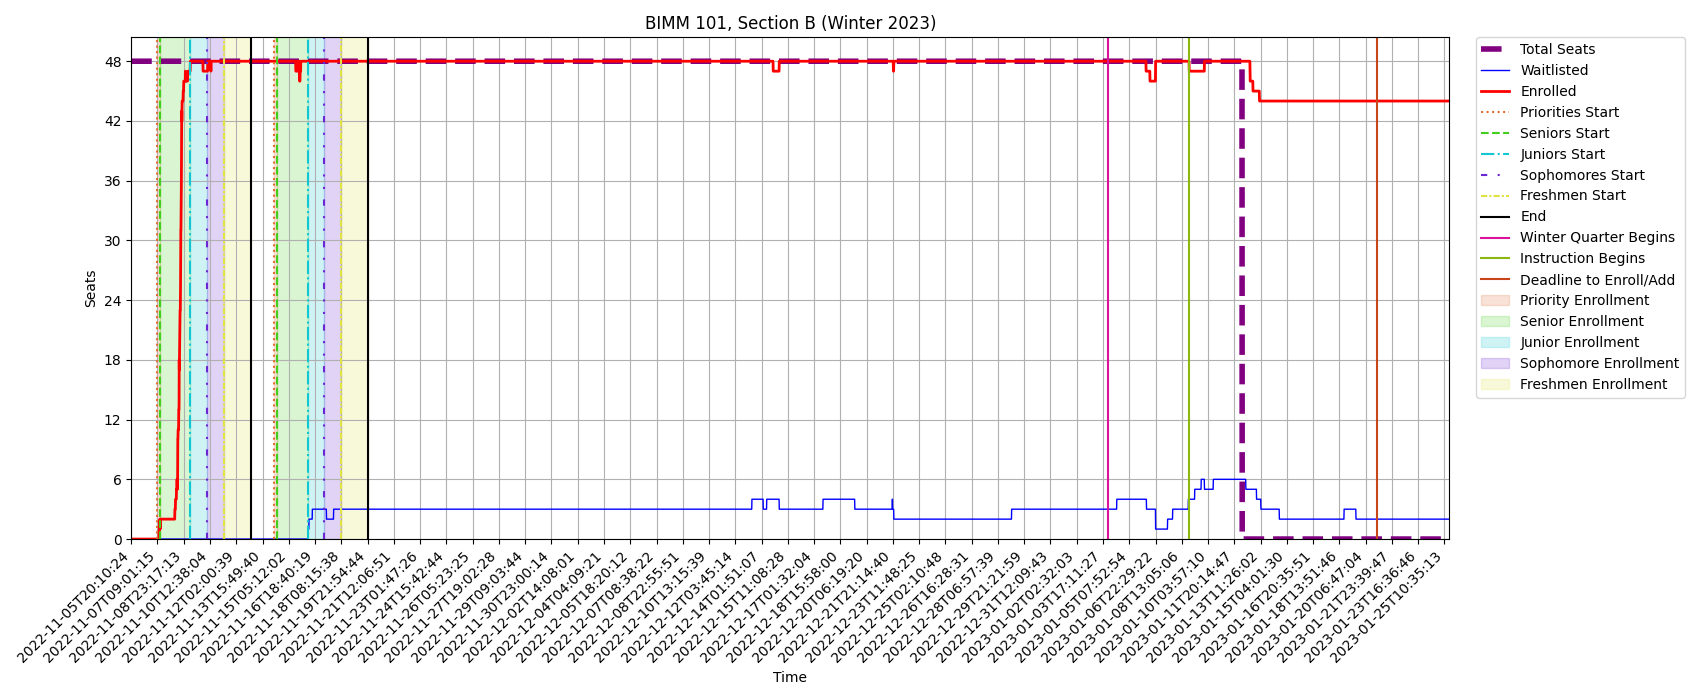 BIMM 101, Section B (Winter 2023)
Seats
48
42
36
30
24
18
12
6
0
2022-11-05T20:10:24
2022-11-07T09:01:15
2022-11-08T23:17:13
2022-11-10T12:38:04
2022-11-12T02:00:39
2022-11-13T15:49:40
2022-11-15T05:12:02
2022-11-16T18:40:19
2022-11-18T08:15:38
2022-11-19T21:54:44
2022-11-21T12:06:51
2022-11-23T01:47:26
2022-11-24T15:42:44
2022-11-26T05:23:25
2022-11-27T19:02:28
2022-11-29T09:03:44
2022-11-30T23:00:14
2022-12-02T14:08:01
2022-12-04T04:09:21
2022-12-05T18:20:12
2022-12-07T08:38:22
2022-12-08T22:55:51
2022-12-10T13:15:39
2022-12-12T03:45:14
2022-12-14T01:51:07
2022-12-15T11:08:28
2022-12-17T01:32:04
2022-12-18T15:58:00
2022-12-20T06:19:20
2022-12-21T21:14:40
2022-12-23T11:48:25
2022-12-25T02:10:48
2022-12-26T16:28:31
2022-12-28T06:57:39
2022-12-29T21:21:59
2022-12-31T12:09:43
2023-01-02T02:32:03
2023-01-03T17:11:27
2023-01-05T07:52:54
2023-01-06T22:29:22
2023-01-08T13:05:06
2023-01-10T03:57:10
2023-01-11T20:14:47
2023-01-13T11:26:02
2023-01-15T04:01:30
2023-01-16T20:35:51
2023-01-18T13:51:46
2023-01-20T06:47:04
2023-01-21T23:39:47
2023-01-23T16:36:46
2023-01-25T10:35:13
Time
Total Seats
Waitlisted
Enrolled
Priorities Start
Seniors Start
Juniors Start
Sophomores Start
Freshmen Start
End
Winter Quarter Begins
Instruction Begins
Deadline to Enroll/Add
Priority Enrollment
Senior Enrollment
Junior Enrollment
Sophomore Enrollment
Freshmen Enrollment